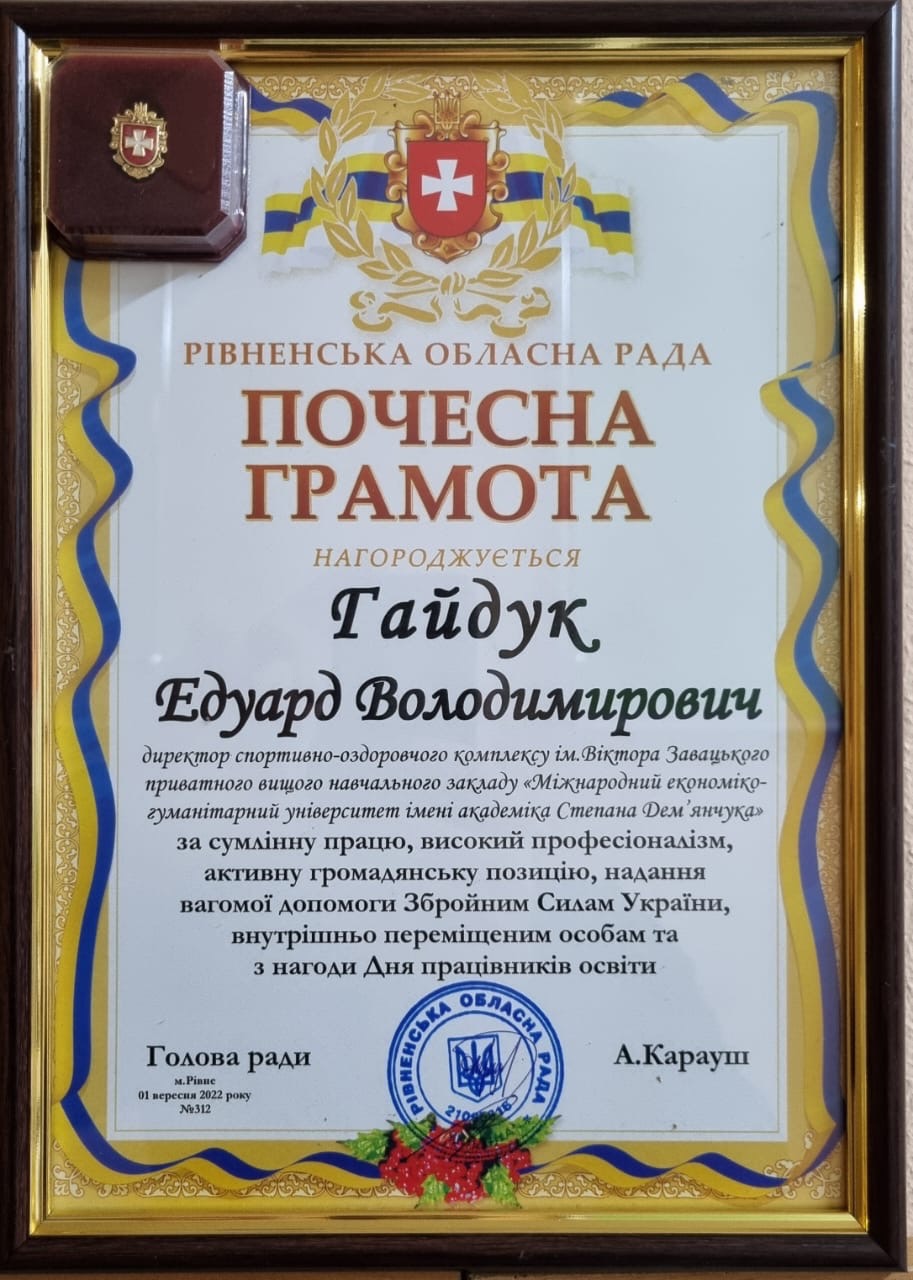 РІВНЕНСЬКА ОБЛАСНА РАДА
ПОЧЕСНА
ГРАМОТА
НАГОРОДЖУЄТЬСЯ
Гайдук
Едуард Володимирович
директор спортивно-оздоровчого комплексу ім.Віктора Завацького
приватного вищого навчального закладу «Міжнародний економіко-
гуманітарний університет імені академіка Степана Дем’янчука»
за сумлінну працю, високий професіоналізм,
активну громадянську позицію, надання
вагомої допомоги Збройним Силам України,
внутрішньо переміщеним особам та
з нагоди Дня працівників освіти
Голова ради
А.Карауш
м.Рівне
01 вересня 2022 року
№312
РІВНЕНСЬКА ОБЛАСНА РАДА